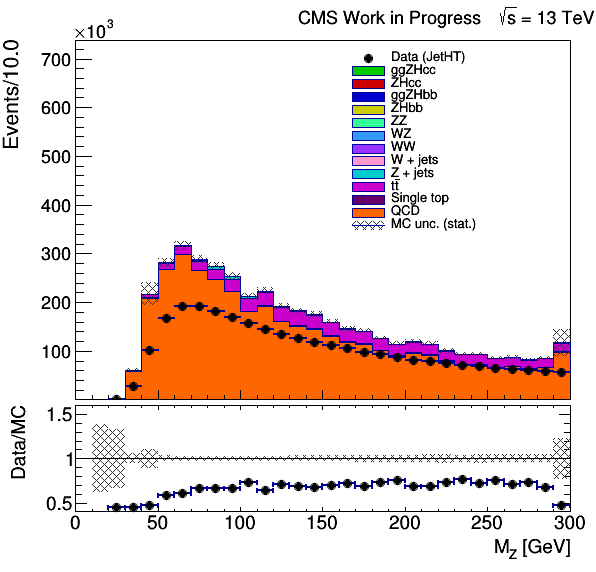 CMS Work in Progress √s = 13 TeV
×10³
Events/10.0
700
600
500
400
300
200
100
Data (JetHT)
ggZHcc
ZHcc
ggZHbb
ZHbb
ZZ
WZ
WW
W + jets
Z + jets
tt̄
Single top
QCD
MC unc. (stat.)
Data/MC
1.5
1
0.5
0 50 100 150 200 250 300
M_Z [GeV]